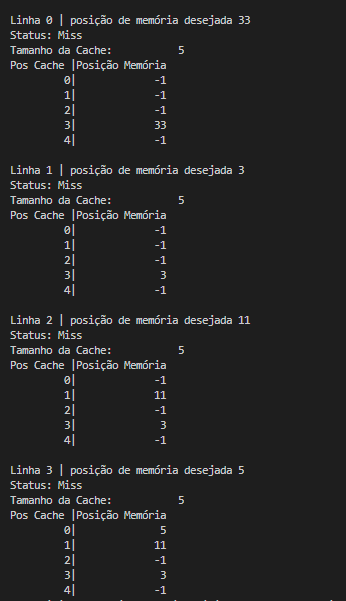 Linha 0 | posição de memória desejada 33
Status: Miss
Tamanho da Cache: 5
Pos Cache |Posição Memória
0| -1
1| -1
2| -1
3| 33
4| -1
Linha 1 | posição de memória desejada 3
Status: Miss
Tamanho da Cache: 5
Pos Cache |Posição Memória
0| -1
1| -1
2| -1
3| 3
4| -1
Linha 2 | posição de memória desejada 11
Status: Miss
Tamanho da Cache: 5
Pos Cache |Posição Memória
0| -1
1| 11
2| -1
3| 3
4| -1
Linha 3 | posição de memória desejada 5
Status: Miss
Tamanho da Cache: 5
Pos Cache |Posição Memória
0| 5
1| 11
2| -1
3| 3
4| -1